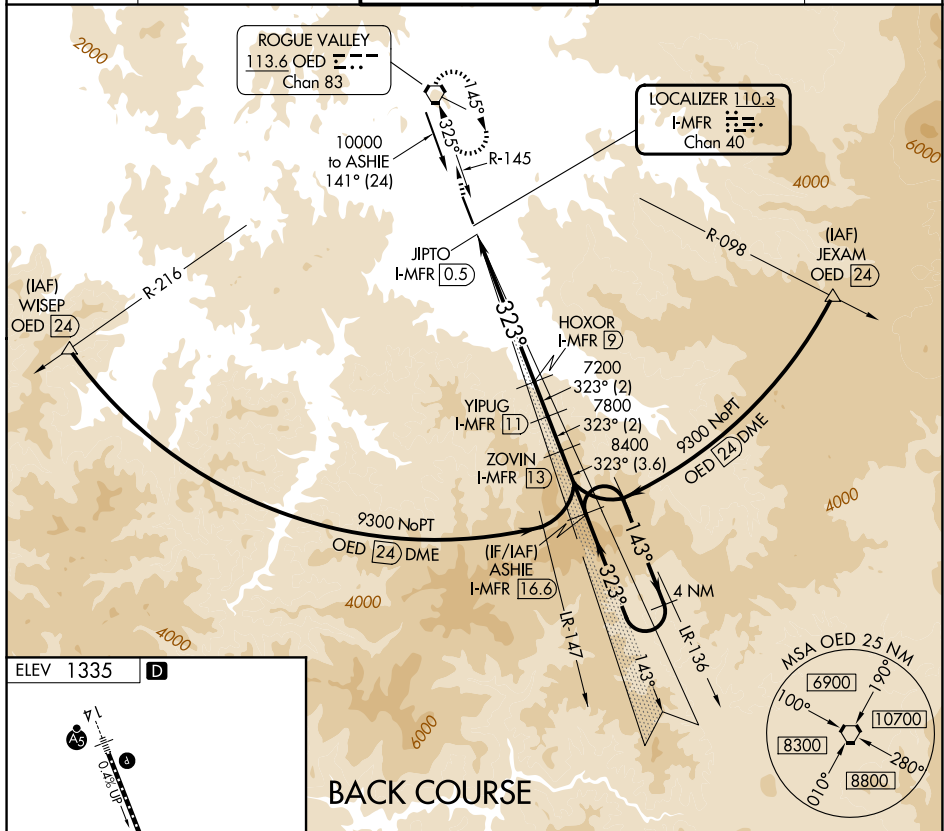 2000
ROGUE VALLEY
113.6 OED
Chan 83
145°
325°
R-145
10000
to ASHIE
141° (24)
LOCALIZER 110.3
I-MFR
Chan 40
6000
4000
R-098
(IAF)
JEXAM
OED 24
JIPTO
I-MFR 0.5
R-216
(IAF)
WISEP
OED 24
323°
HOXOR
I-MFR 9
7200
323° (2)
YIPUG
I-MFR 11
7800
323° (2)
ZOVIN
I-MFR 13
8400
323° (3.6)
9300 NoPT
OED 24 DME
4000
9300 NoPT
OED 24 DME
(IF/IAF)
ASHIE
I-MFR 16.6
323°
143°
4 NM
LR-147
LR-136
143°
4000
4000
6000
ELEV 1335 D
14
A5
0.4% UP
BACK COURSE
MSA OED 25 NM
6900
190°
100°
10700
8300
280°
010°
8800